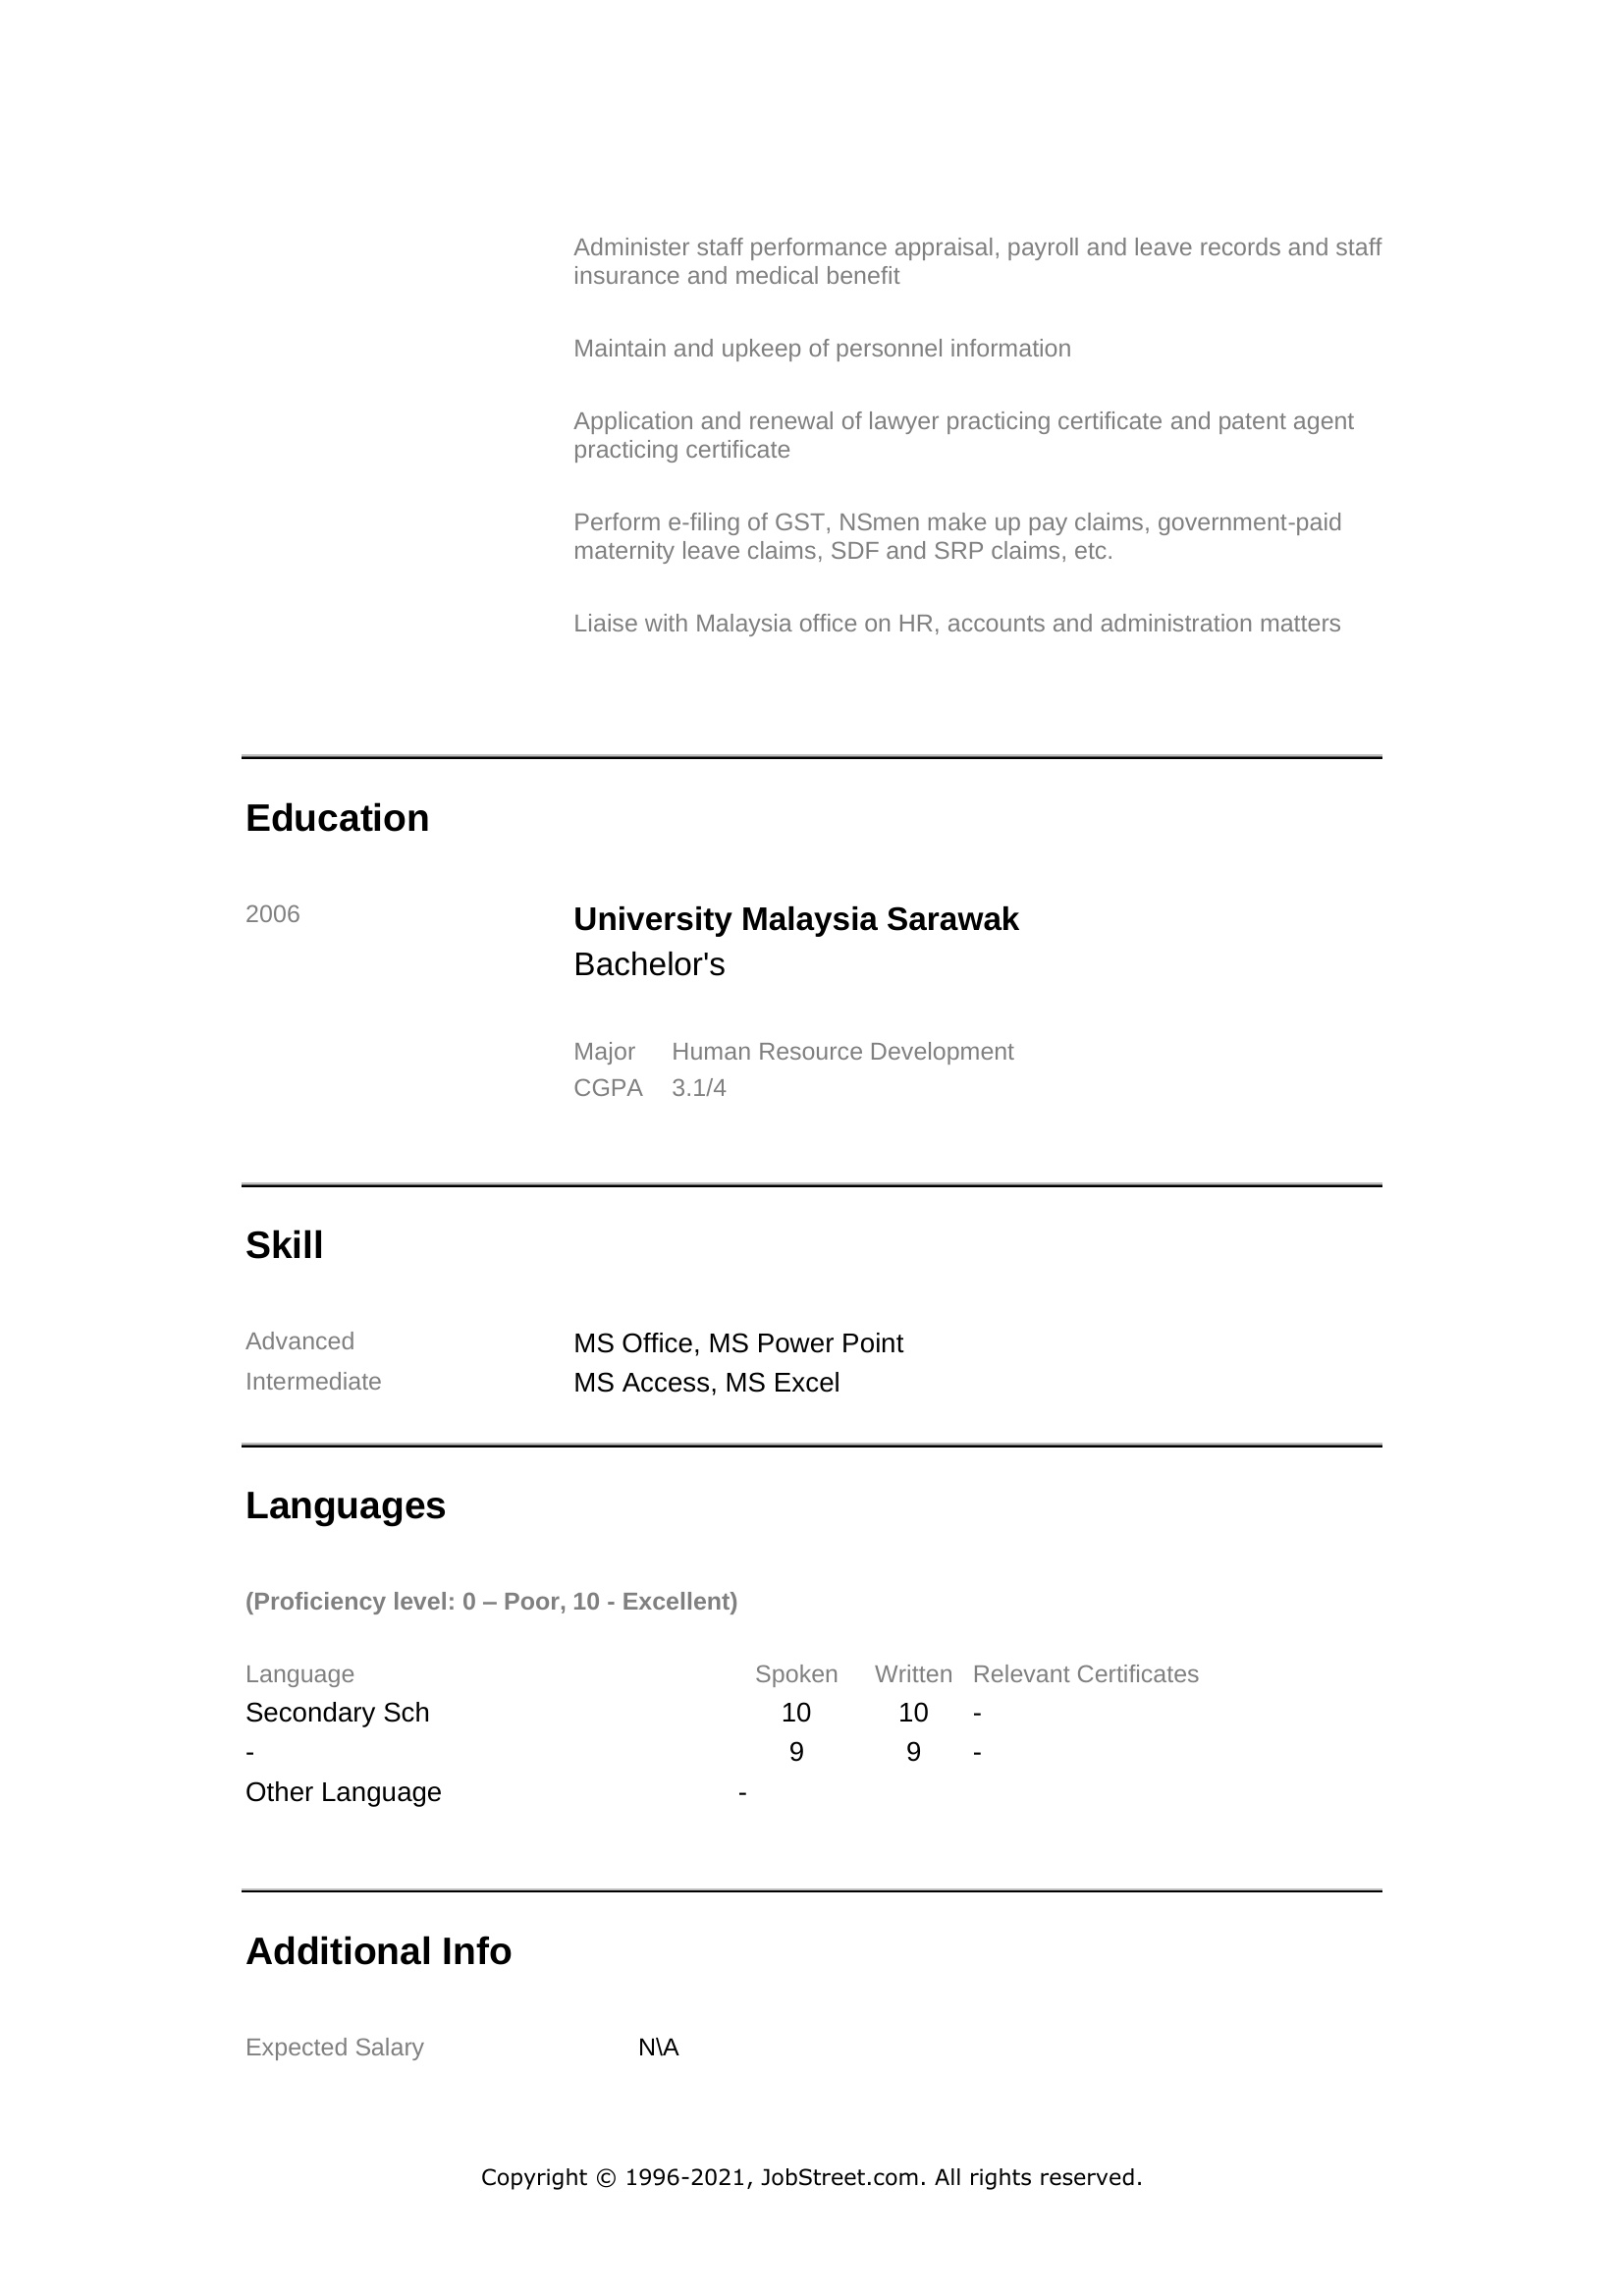 Administer staff performance appraisal, payroll and leave records and staff
insurance and medical benefit
Maintain and upkeep of personnel information
Application and renewal of lawyer practicing certificate and patent agent
practicing certificate
Perform e-filing of GST, NSmen make up pay claims, government-paid
maternity leave claims, SDF and SRP claims, etc.
Liaise with Malaysia office on HR, accounts and administration matters
Education
2006 University Malaysia Sarawak
Bachelor's
Major Human Resource Development
CGPA 3.1/4
Skill
Advanced MS Office, MS Power Point
Intermediate MS Access, MS Excel
Languages
(Proficiency level: 0 – Poor, 10 - Excellent)
Language Spoken Written Relevant Certificates
Secondary Sch 10 10 -
- 9 9 -
Other Language -
Additional Info
Expected Salary N\A
Copyright © 1996-2021, JobStreet.com. All rights reserved.